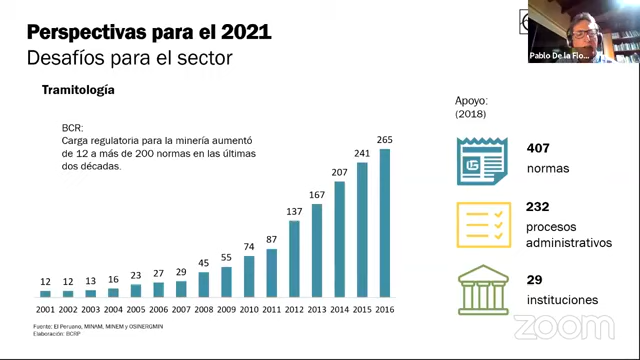 Perspectivas para el 2021
Desafíos para el sector
Tramitología
BCR:
Carga regulatoria para la minería aumentó
de 12 a más de 200 normas en las últimas
dos décadas.
12 12 13 16 23 27 29 45 55 74 87 137 167 207 241 265
2001 2002 2003 2004 2005 2006 2007 2008 2009 2010 2011 2012 2013 2014 2015 2016
Fuente: El Peruano, MINAM, MINEM y OSINERGMIN
Elaboración: BCRP
Apoyo:
(2018)
407
normas
232
procesos
administrativos
29
instituciones
Pablo De la Flo...
zoom